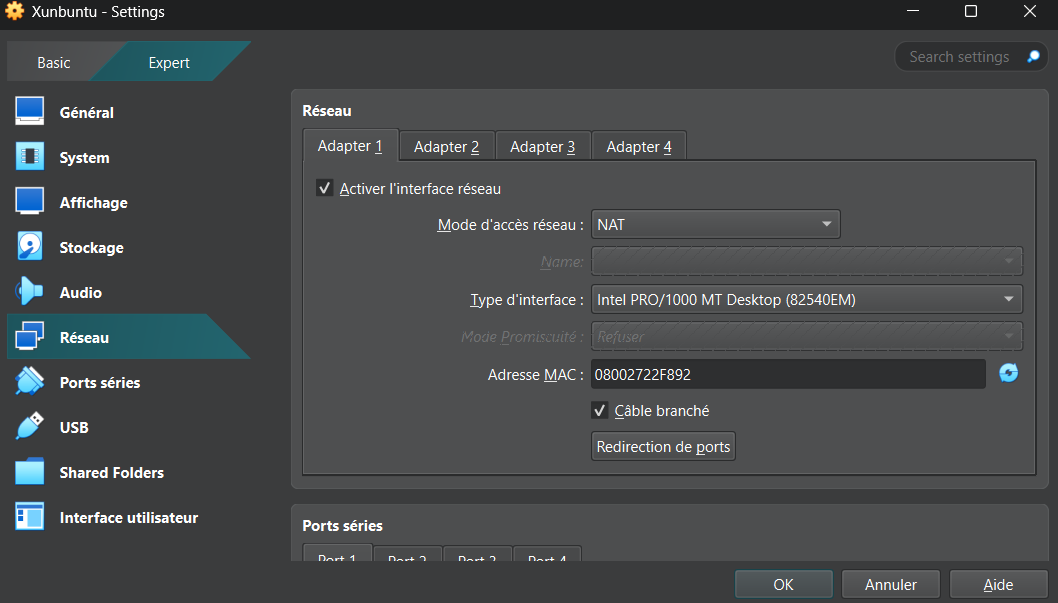 Xunbuntu - Settings
Basic
Expert
Search settings
Général
System
Affichage
Stockage
Audio
Réseau
Ports séries
USB
Shared Folders
Interface utilisateur
Réseau
Adapter 1
Adapter 2
Adapter 3
Adapter 4
Activer l'interface réseau
Mode d'accès réseau : NAT
Name:
Type d'interface : Intel PRO/1000 MT Desktop (82540EM)
Mode Promiscuité : Refuser
Adresse MAC : 08002722F892
Câble branché
Redirection de ports
Ports séries
Port 1
Port 2
Port 3
Port 4
OK
Annuler
Aide